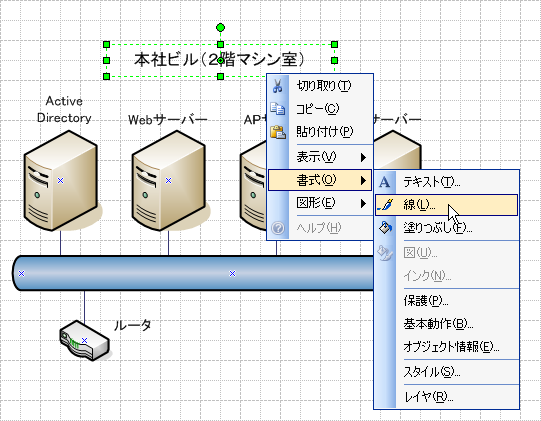 本社ビル（２階マシン室）
Active
Directory
Webサーバー
APサ
ーバー
切り取り(T)
コピー(C)
貼り付け(P)
表示(V)
書式(O)
図形(E)
ヘルプ(H)
テキスト(T)...
線(L)...
塗りつぶし(F)...
図(U)...
インク(N)...
保護(P)...
基本動作(B)...
オブジェクト情報(E)...
スタイル(S)...
レイヤ(R)...
ルータ